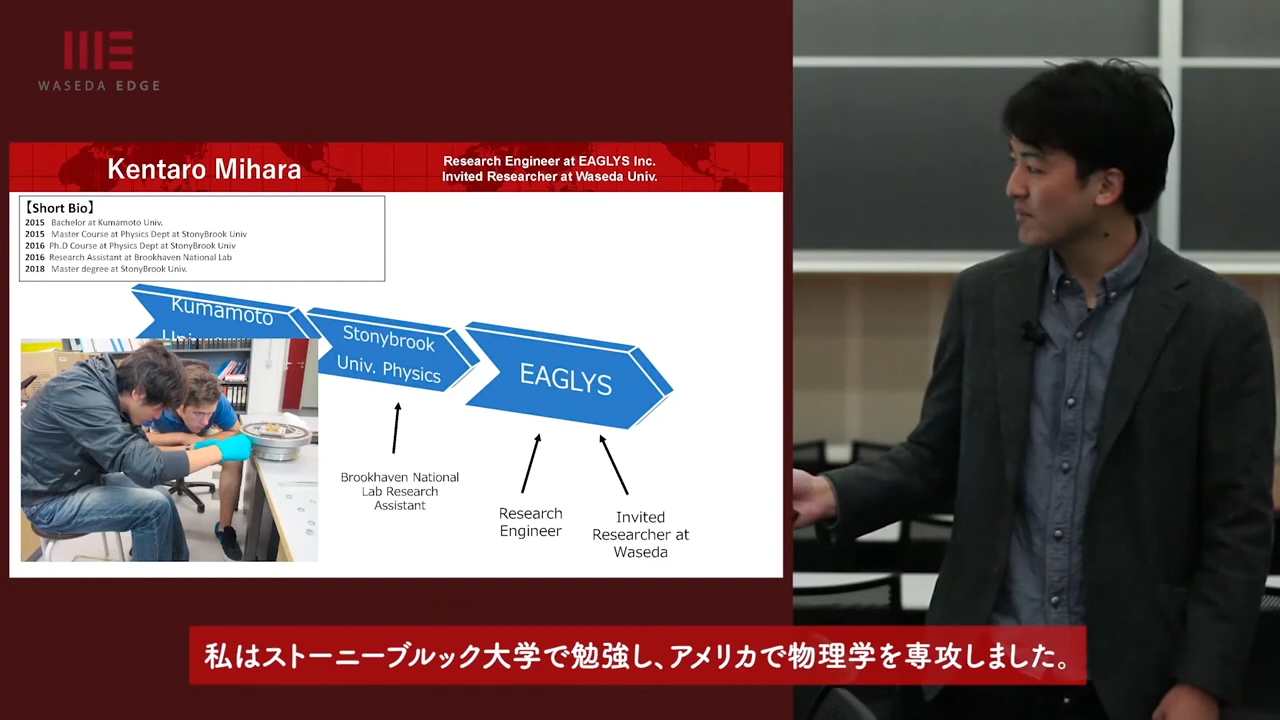 WASEDA EDGE
Kentaro Mihara
Research Engineer at EAGLYS Inc.
Invited Researcher at Waseda Univ.
【Short Bio】
2015 Bachelor at Kumamoto Univ.
2015 Master Course at Physics Dept at StonyBrook Univ
2016 Ph.D Course at Physics Dept at StonyBrook Univ
2016 Research Assistant at Brookhaven National Lab
2018 Master degree at StonyBrook Univ.
Kumamoto
Stonybrook
Univ. Physics
EAGLYS
Brookhaven National
Lab Research
Assistant
Research
Engineer
Invited
Researcher at
Waseda
私はストーニーブルック大学で勉強し、アメリカで物理学を専攻しました。